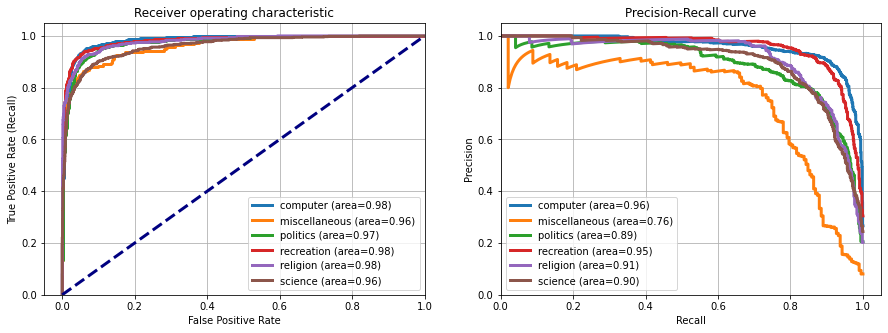 Receiver operating characteristic
True Positive Rate (Recall)
1.0
0.8
0.6
0.4
0.2
0.0
computer (area=0.98)
miscellaneous (area=0.96)
politics (area=0.97)
recreation (area=0.98)
religion (area=0.98)
science (area=0.96)
0.0 0.2 0.4 0.6 0.8 1.0
False Positive Rate
Precision-Recall curve
Precision
1.0
0.8
0.6
0.4
0.2
0.0
computer (area=0.96)
miscellaneous (area=0.76)
politics (area=0.89)
recreation (area=0.95)
religion (area=0.91)
science (area=0.90)
0.0 0.2 0.4 0.6 0.8 1.0
Recall